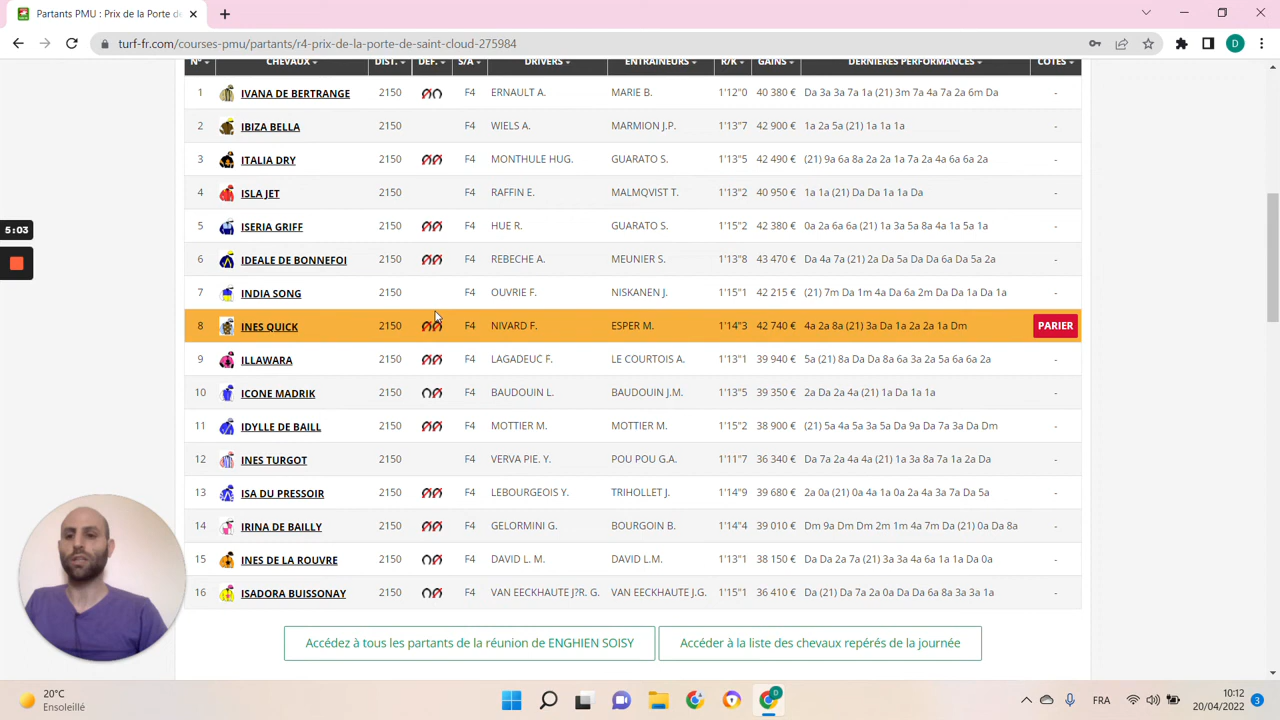 Partants PMU : Prix de la Porte de
turf-fr.com/courses-pmu/partants/r4-prix-de-la-porte-de-saint-cloud-275984
D
N° CHEVAUX DIST. DEF. S/A DRIVERS ENTRAÎNEURS R/K GAINS DERNIÈRES PERFORMANCES COTES
1 IVANA DE BERTRANGE 2150 F4 ERNAULT A. MARIE B. 1'12"0 40 380 € Da 3a 3a 7a 1a (21) 3m 7a 4a 7a 2a 6m Da -
2 IBIZA BELLA 2150 F4 WIELS A. MARMION J.P. 1'13"7 42 900 € 1a 2a 5a (21) 1a 1a 1a -
3 ITALIA DRY 2150 F4 MONTHULE HUG. GUARATO S. 1'13"5 42 490 € (21) 9a 6a 8a 2a 2a 1a 7a 2a 4a 6a 6a 2a -
4 ISLA JET 2150 F4 RAFFIN E. MALMQVIST T. 1'13"2 40 950 € 1a 1a (21) Da Da 1a 1a Da -
5 ISERIA GRIFF 2150 F4 HUE R. GUARATO S. 1'15"2 42 380 € 0a 2a 6a 6a (21) 1a 3a 5a 8a 4a 1a 5a 1a -
6 IDEALE DE BONNEFOI 2150 F4 REBECHE A. MEUNIER S. 1'13"8 43 470 € Da 4a 7a (21) 2a Da 5a Da Da 6a Da 5a 2a -
7 INDIA SONG 2150 F4 OUVRIE F. NISKANEN J. 1'15"1 42 215 € (21) 7m Da 1m 4a Da 6a 2m Da Da 1a Da 1a -
8 INES QUICK 2150 F4 NIVARD F. ESPER M. 1'14"3 42 740 € 4a 2a 8a (21) 3a Da 1a 2a 2a 1a Dm PARIER
9 ILLAWARA 2150 F4 LAGADEUC F. LE COURTOIS A. 1'13"1 39 940 € 5a (21) 8a Da Da 8a 6a 3a 3a 5a 6a 6a 2a -
10 ICONE MADRIK 2150 F4 BAUDOUIN L. BAUDOUIN J.M. 1'13"5 39 350 € 2a Da 2a 4a (21) 1a Da 1a 1a -
11 IDYLLE DE BAILL 2150 F4 MOTTIER M. MOTTIER M. 1'15"2 38 900 € (21) 5a 4a 5a 3a 5a Da 9a Da 7a 3a Da Dm -
12 INES TURGOT 2150 F4 VERVA PIE. Y. POU POU G.A. 1'11"7 36 340 € Da 7a 2a 4a 4a (21) 1a 3a 8a 7a 1a 2a Da -
13 ISA DU PRESSOIR 2150 F4 LEBOURGEOIS Y. TRIHOLLET J. 1'14"9 39 680 € 2a 0a (21) 0a 4a 1a 0a 2a 4a 3a 7a Da 5a -
14 IRINA DE BAILLY 2150 F4 GELORMINI G. BOURGOIN B. 1'14"4 39 010 € Dm 9a Dm Dm 2m 1m 4a 7m Da (21) 0a Da 8a -
15 INES DE LA ROUVRE 2150 F4 DAVID L. M. DAVID L.M. 1'13"1 38 150 € Da Da 2a 7a (21) 3a 3a 4a 6a 1a 1a Da 0a -
16 ISADORA BUISSONAY 2150 F4 VAN EECKHAUTE J?R. G. VAN EECKHAUTE J.G. 1'15"1 36 410 € Da (21) Da 7a 2a 0a Da Da 6a 8a 3a 3a 1a -
5:03
Accédez à tous les partants de la réunion de ENGHIEN SOISY Accéder à la liste des chevaux repérés de la journée
20°C
Ensoleillé
D
FRA
10:12
20/04/2022
3